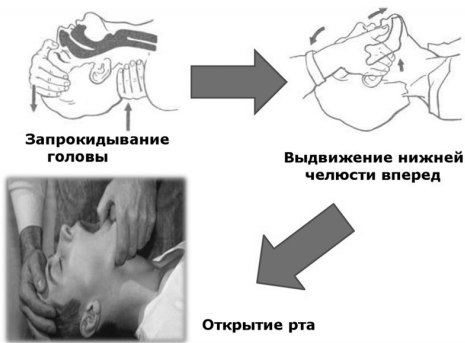 Запрокидывание
головы
Выдвижение нижней
челюсти вперед
Открытие рта